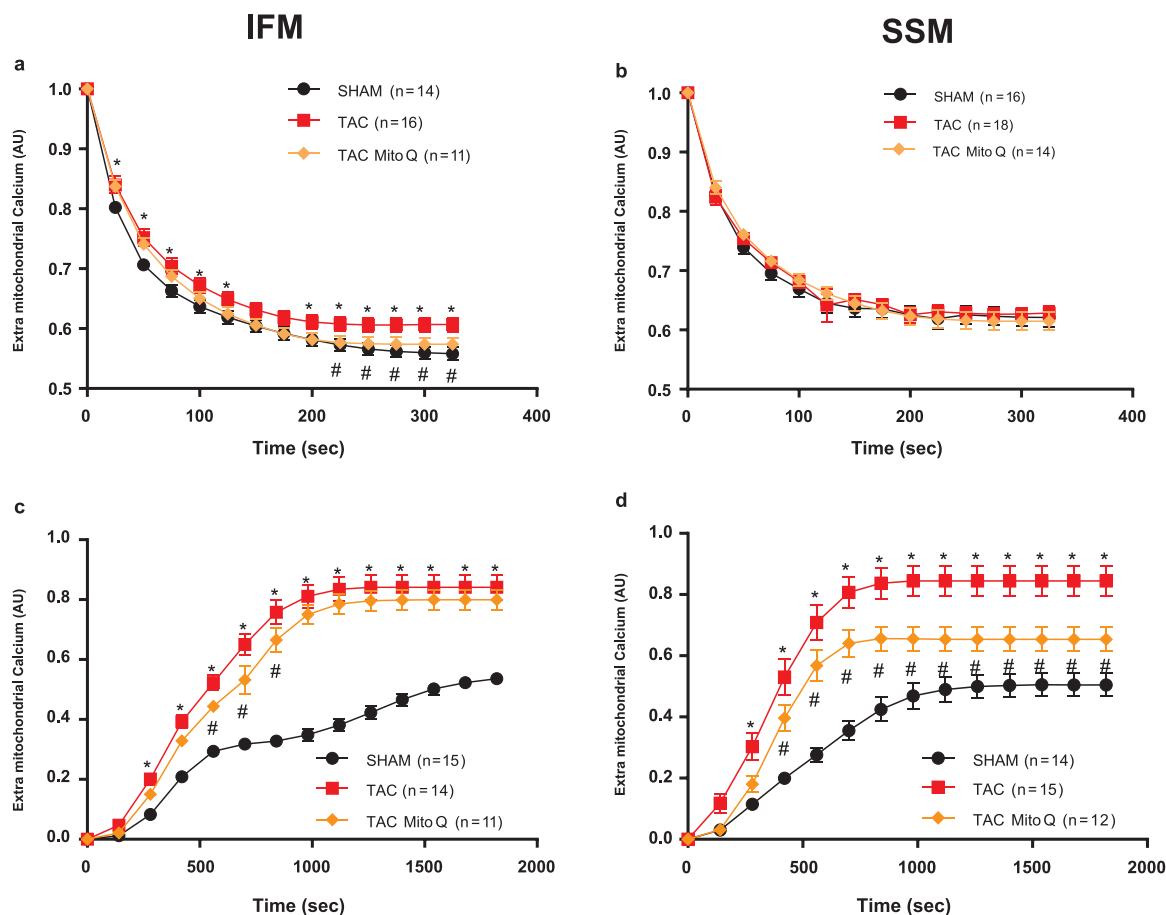 IFM
SSM
a
SHAM (n=14)
TAC (n=16)
TAC Mito Q (n=11)
Extra mitochondrial Calcium (AU)
1.0
0.9
0.8
0.7
0.6
0.5
* * * * * * * * * * *
# # # # #
0 100 200 300 400
Time (sec)
b
SHAM (n=16)
TAC (n=18)
TAC Mito Q (n=14)
Extra mitochondrial Calcium (AU)
1.0
0.9
0.8
0.7
0.6
0.5
0 100 200 300 400
Time (sec)
c
Extra mitochondrial Calcium (AU)
1.0
0.8
0.6
0.4
0.2
0.0
* * * * * * * * * * * *
# # #
SHAM (n=15)
TAC (n=14)
TAC Mito Q (n=11)
0 500 1000 1500 2000
Time (sec)
d
Extra mitochondrial Calcium (AU)
1.0
0.8
0.6
0.4
0.2
0.0
* * * * * * * * * * * *
# # # # # # # # # # #
SHAM (n=14)
TAC (n=15)
TAC Mito Q (n=12)
0 500 1000 1500 2000
Time (sec)